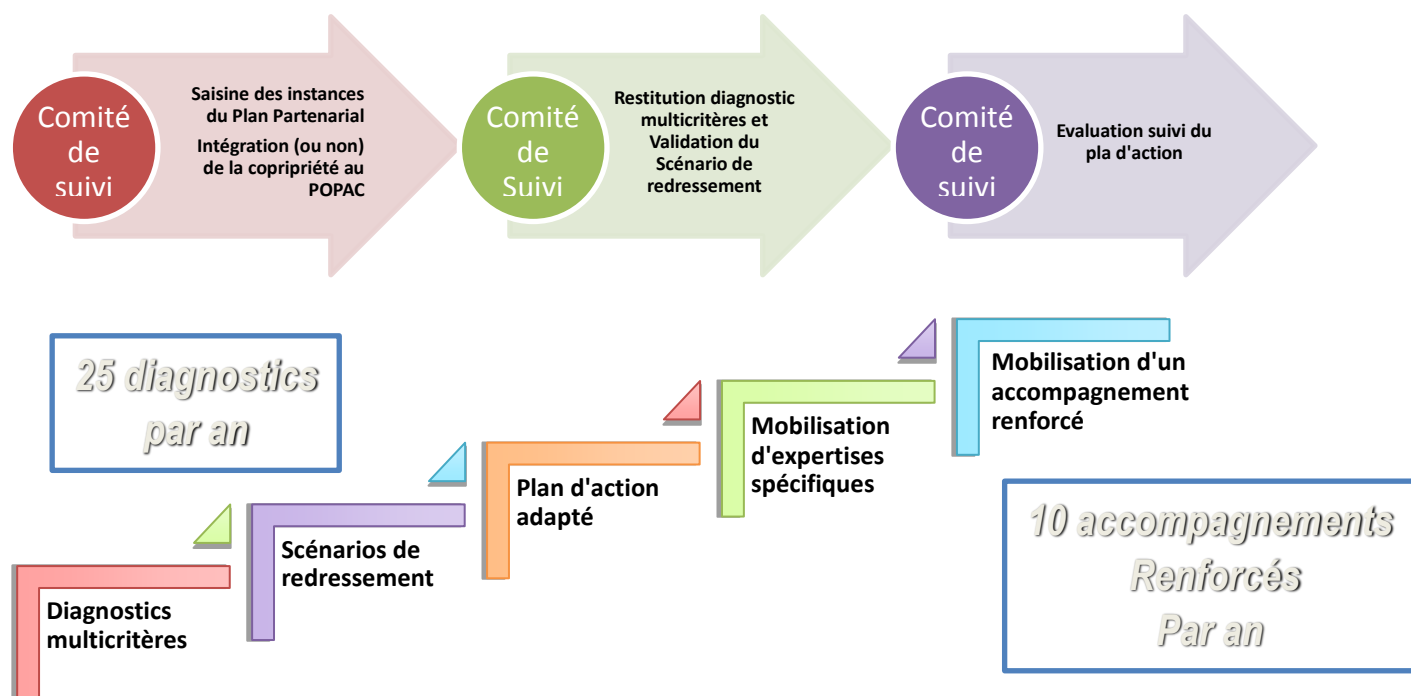 Comité
de
suivi
Saisine des instances
du Plan Partenarial
Intégration (ou non)
de la copripriété au
POPAC
Comité
de
Suivi
Restitution diagnostic
multicritères et
Validation du
Scénario de
redressement
Comité
de
suivi
Evaluation suivi du
pla d'action
25 diagnostics
par an
Diagnostics
multicritères
Scénarios de
redressement
Plan d'action
adapté
Mobilisation
d'expertises
spécifiques
Mobilisation d'un
accompagnement
renforcé
10 accompagnements
Renforcés
Par an